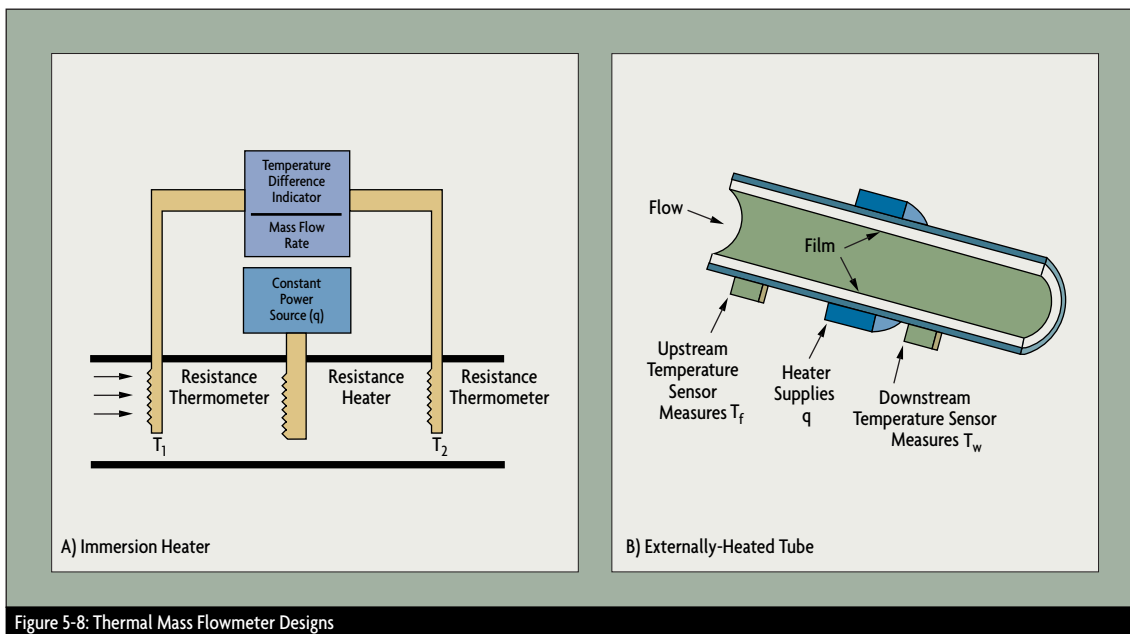 Temperature
Difference
Indicator
Mass Flow
Rate
Constant
Power
Source (q)
Resistance
Thermometer
Resistance
Heater
Resistance
Thermometer
T1
T2
A) Immersion Heater
Flow
Film
Upstream
Temperature
Sensor
Measures Tf
Heater
Supplies
q
Downstream
Temperature Sensor
Measures Tw
B) Externally-Heated Tube
Figure 5-8: Thermal Mass Flowmeter Designs